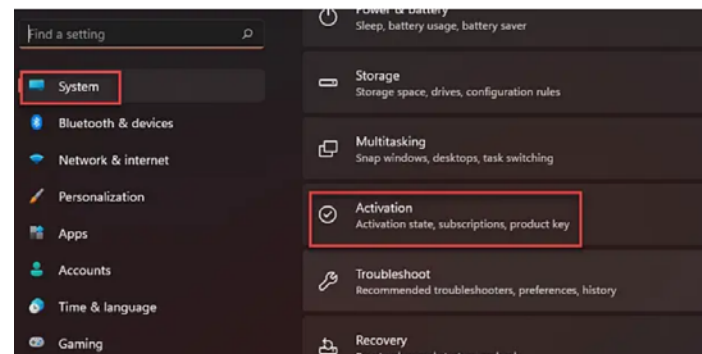 Find a setting
System
Bluetooth & devices
Network & internet
Personalization
Apps
Accounts
Time & language
Gaming
Power & battery
Sleep, battery usage, battery saver
Storage
Storage space, drives, configuration rules
Multitasking
Snap windows, desktops, task switching
Activation
Activation state, subscriptions, product key
Troubleshoot
Recommended troubleshooters, preferences, history
Recovery